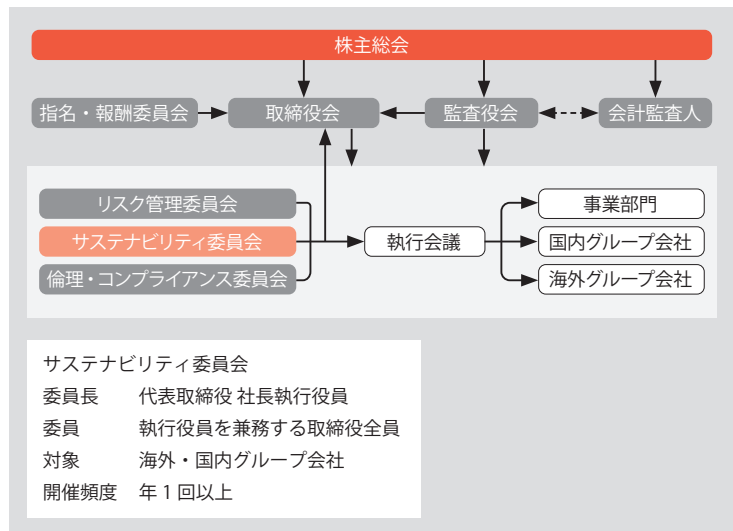 株主総会
指名・報酬委員会
取締役会
監査役会
会計監査人
リスク管理委員会
サステナビリティ委員会
倫理・コンプライアンス委員会
執行会議
事業部門
国内グループ会社
海外グループ会社
サステナビリティ委員会
委員長 代表取締役 社長執行役員
委員 執行役員を兼務する取締役全員
対象 海外・国内グループ会社
開催頻度 年1回以上